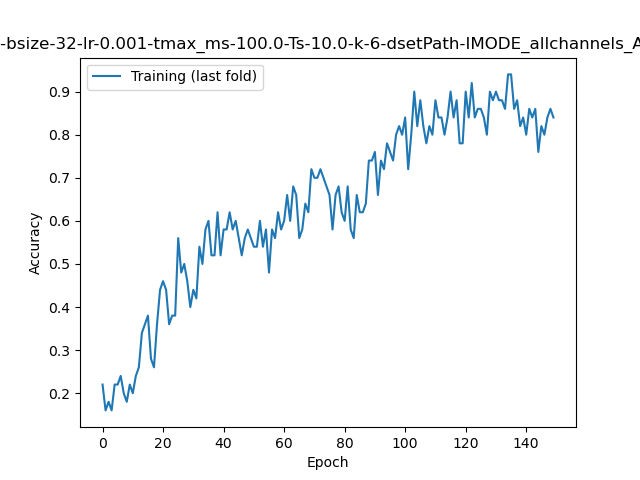 -bsize-32-lr-0.001-tmax_ms-100.0-Ts-10.0-k-6-dsetPath-IMODE_allchannels_A
Training (last fold)
Accuracy
0.9
0.8
0.7
0.6
0.5
0.4
0.3
0.2
0 20 40 60 80 100 120 140
Epoch